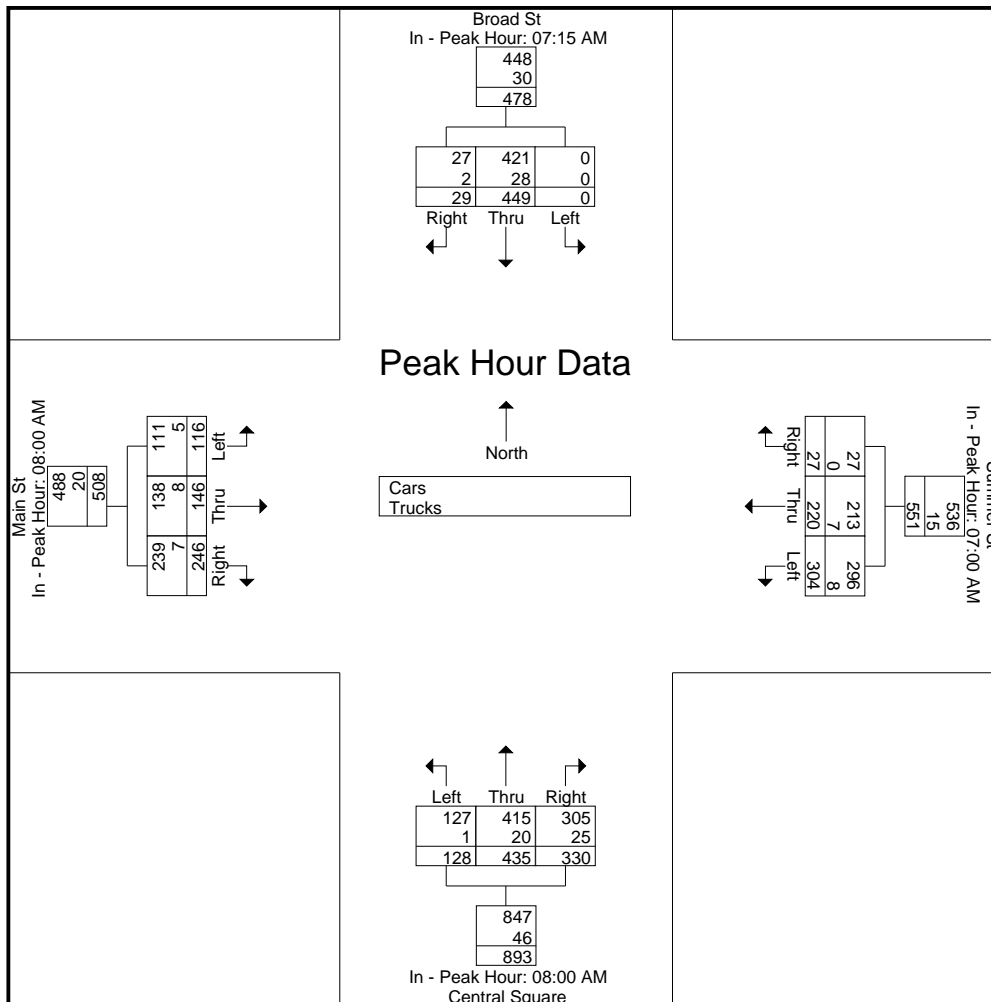 Broad St
In - Peak Hour: 07:15 AM
448
30
478
27 421 0
2 28 0
29 449 0
Right Thru Left
Peak Hour Data
North
Cars
Trucks
Main St
In - Peak Hour: 08:00 AM
508
20
488
116 5 111
146 8 138
246 7 239
Left Thru Right
In - Peak Hour: 07:00 AM
536
15
551
27 0 27
213 7 220
296 8 304
Right Thru Left
Left Thru Right
127 415 305
1 20 25
128 435 330
847
46
893
In - Peak Hour: 08:00 AM
Central Square